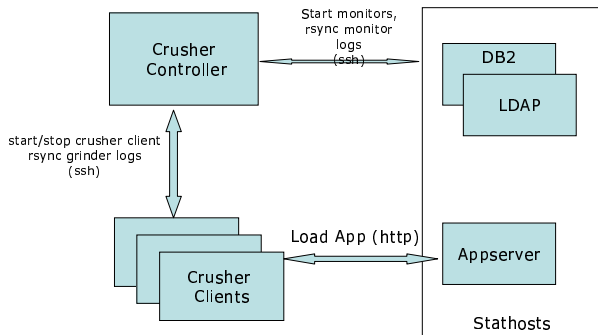 Crusher
Controller
Start monitors,
rsync monitor
logs
(ssh)
DB2
LDAP
start/stop crusher client
rsync grinder logs
(ssh)
Load App (http)
Crusher
Clients
Appserver
Stathosts